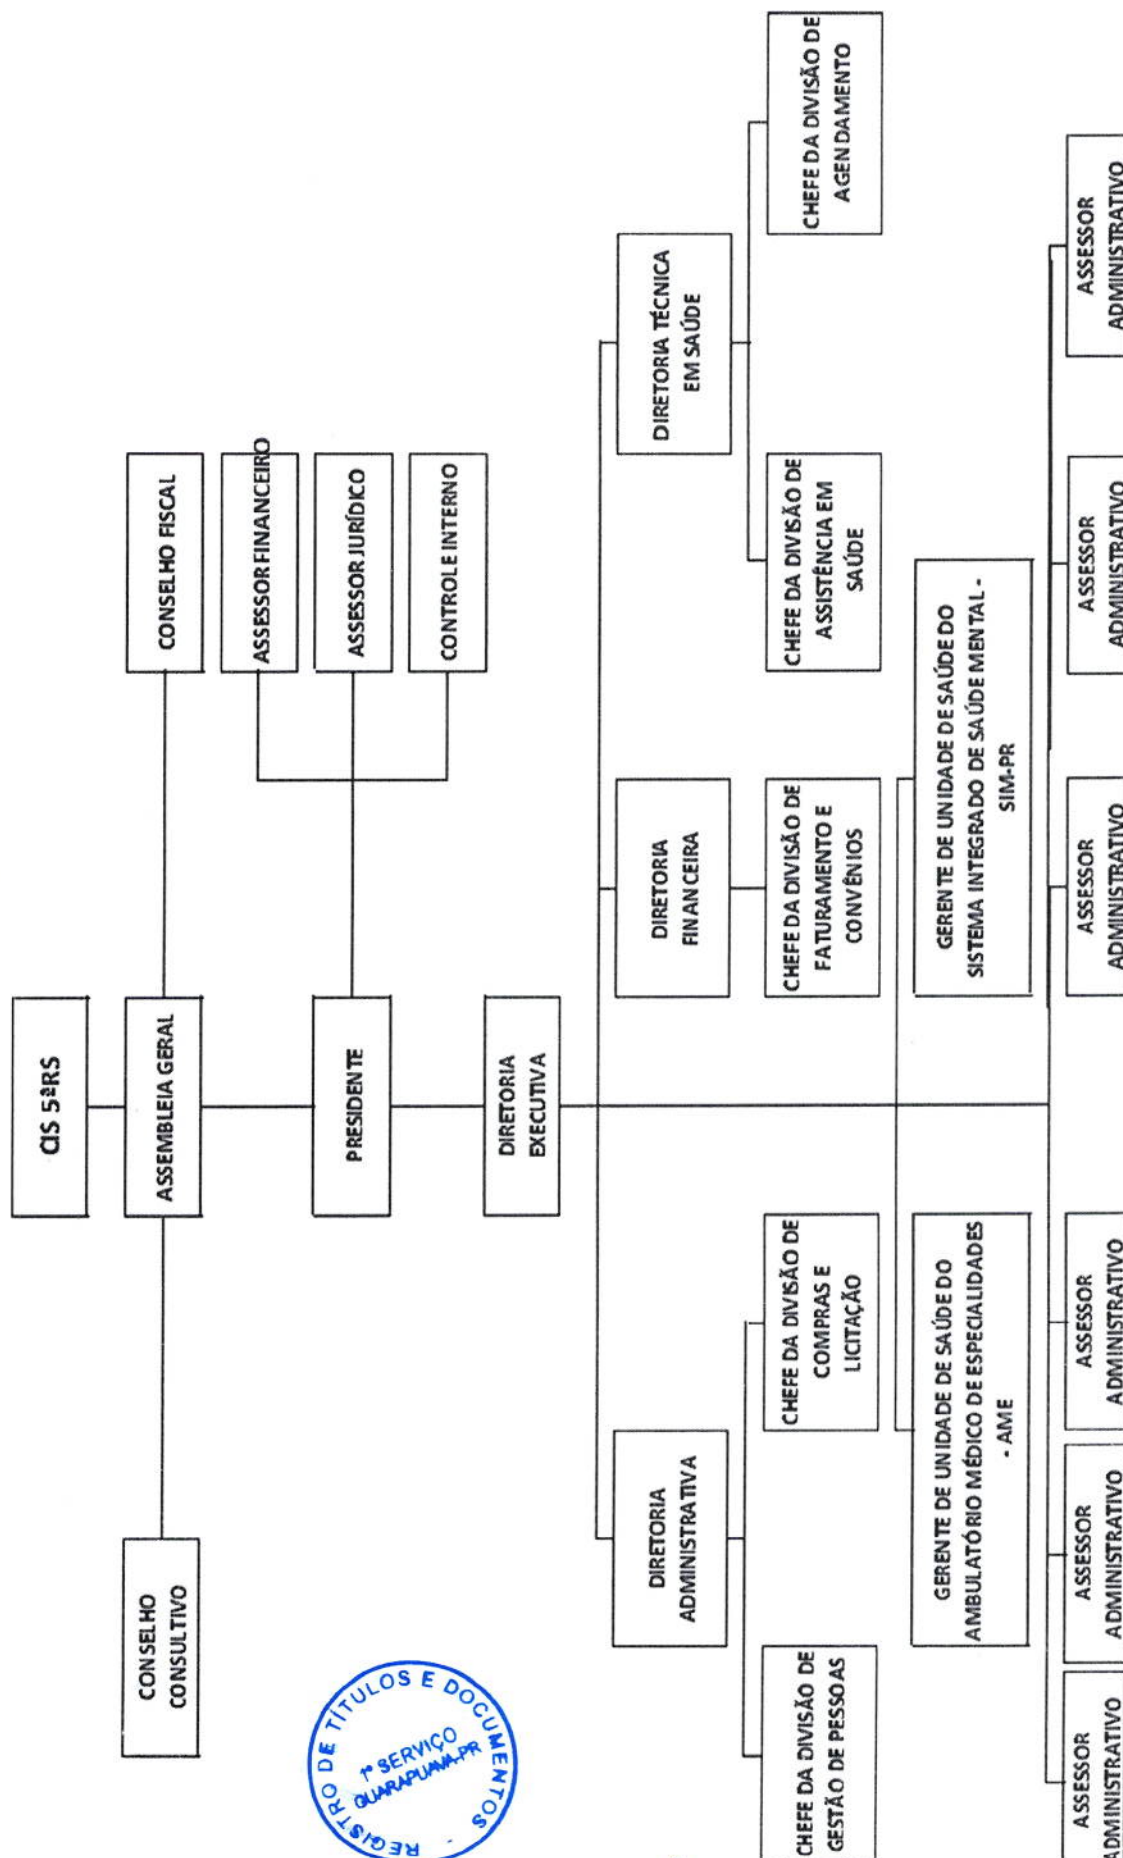 CIS 5ªRS
CONSELHO
CONSULTIVO
ASSEMBLEIA GERAL
CONSELHO FISCAL
ASSESSOR FINANCEIRO
PRESIDENTE
ASSESSOR JURÍDICO
CONTROLE INTERNO
DIRETORIA
EXECUTIVA
DIRETORIA
ADMINISTRATIVA
DIRETORIA
FINANCEIRA
DIRETORIA TÉCNICA
EM SAÚDE
CHEFE DA DIVISÃO DE
GESTÃO DE PESSOAS
CHEFE DA DIVISÃO DE
COMPRAS E
LICITAÇÃO
CHEFE DA DIVISÃO DE
FATURAMENTO E
CONVÊNIOS
CHEFE DA DIVISÃO DE
ASSISTÊNCIA EM
SAÚDE
CHEFE DA DIVISÃO DE
AGENDAMENTO
GERENTE DE UNIDADE DE SAÚDE DO
AMBULATÓRIO MÉDICO DE ESPECIALIDADES
- AME
GERENTE DE UNIDADE DE SAÚDE DO
SISTEMA INTEGRADO DE SAÚDE MENTAL -
SIM-PR
ASSESSOR
ADMINISTRATIVO
ASSESSOR
ADMINISTRATIVO
ASSESSOR
ADMINISTRATIVO
ASSESSOR
ADMINISTRATIVO
ASSESSOR
ADMINISTRATIVO
ASSESSOR
ADMINISTRATIVO
REGISTRO DE TÍTULOS E DOCUMENTOS -
1º SERVIÇO
GUARAPUAVA-PR